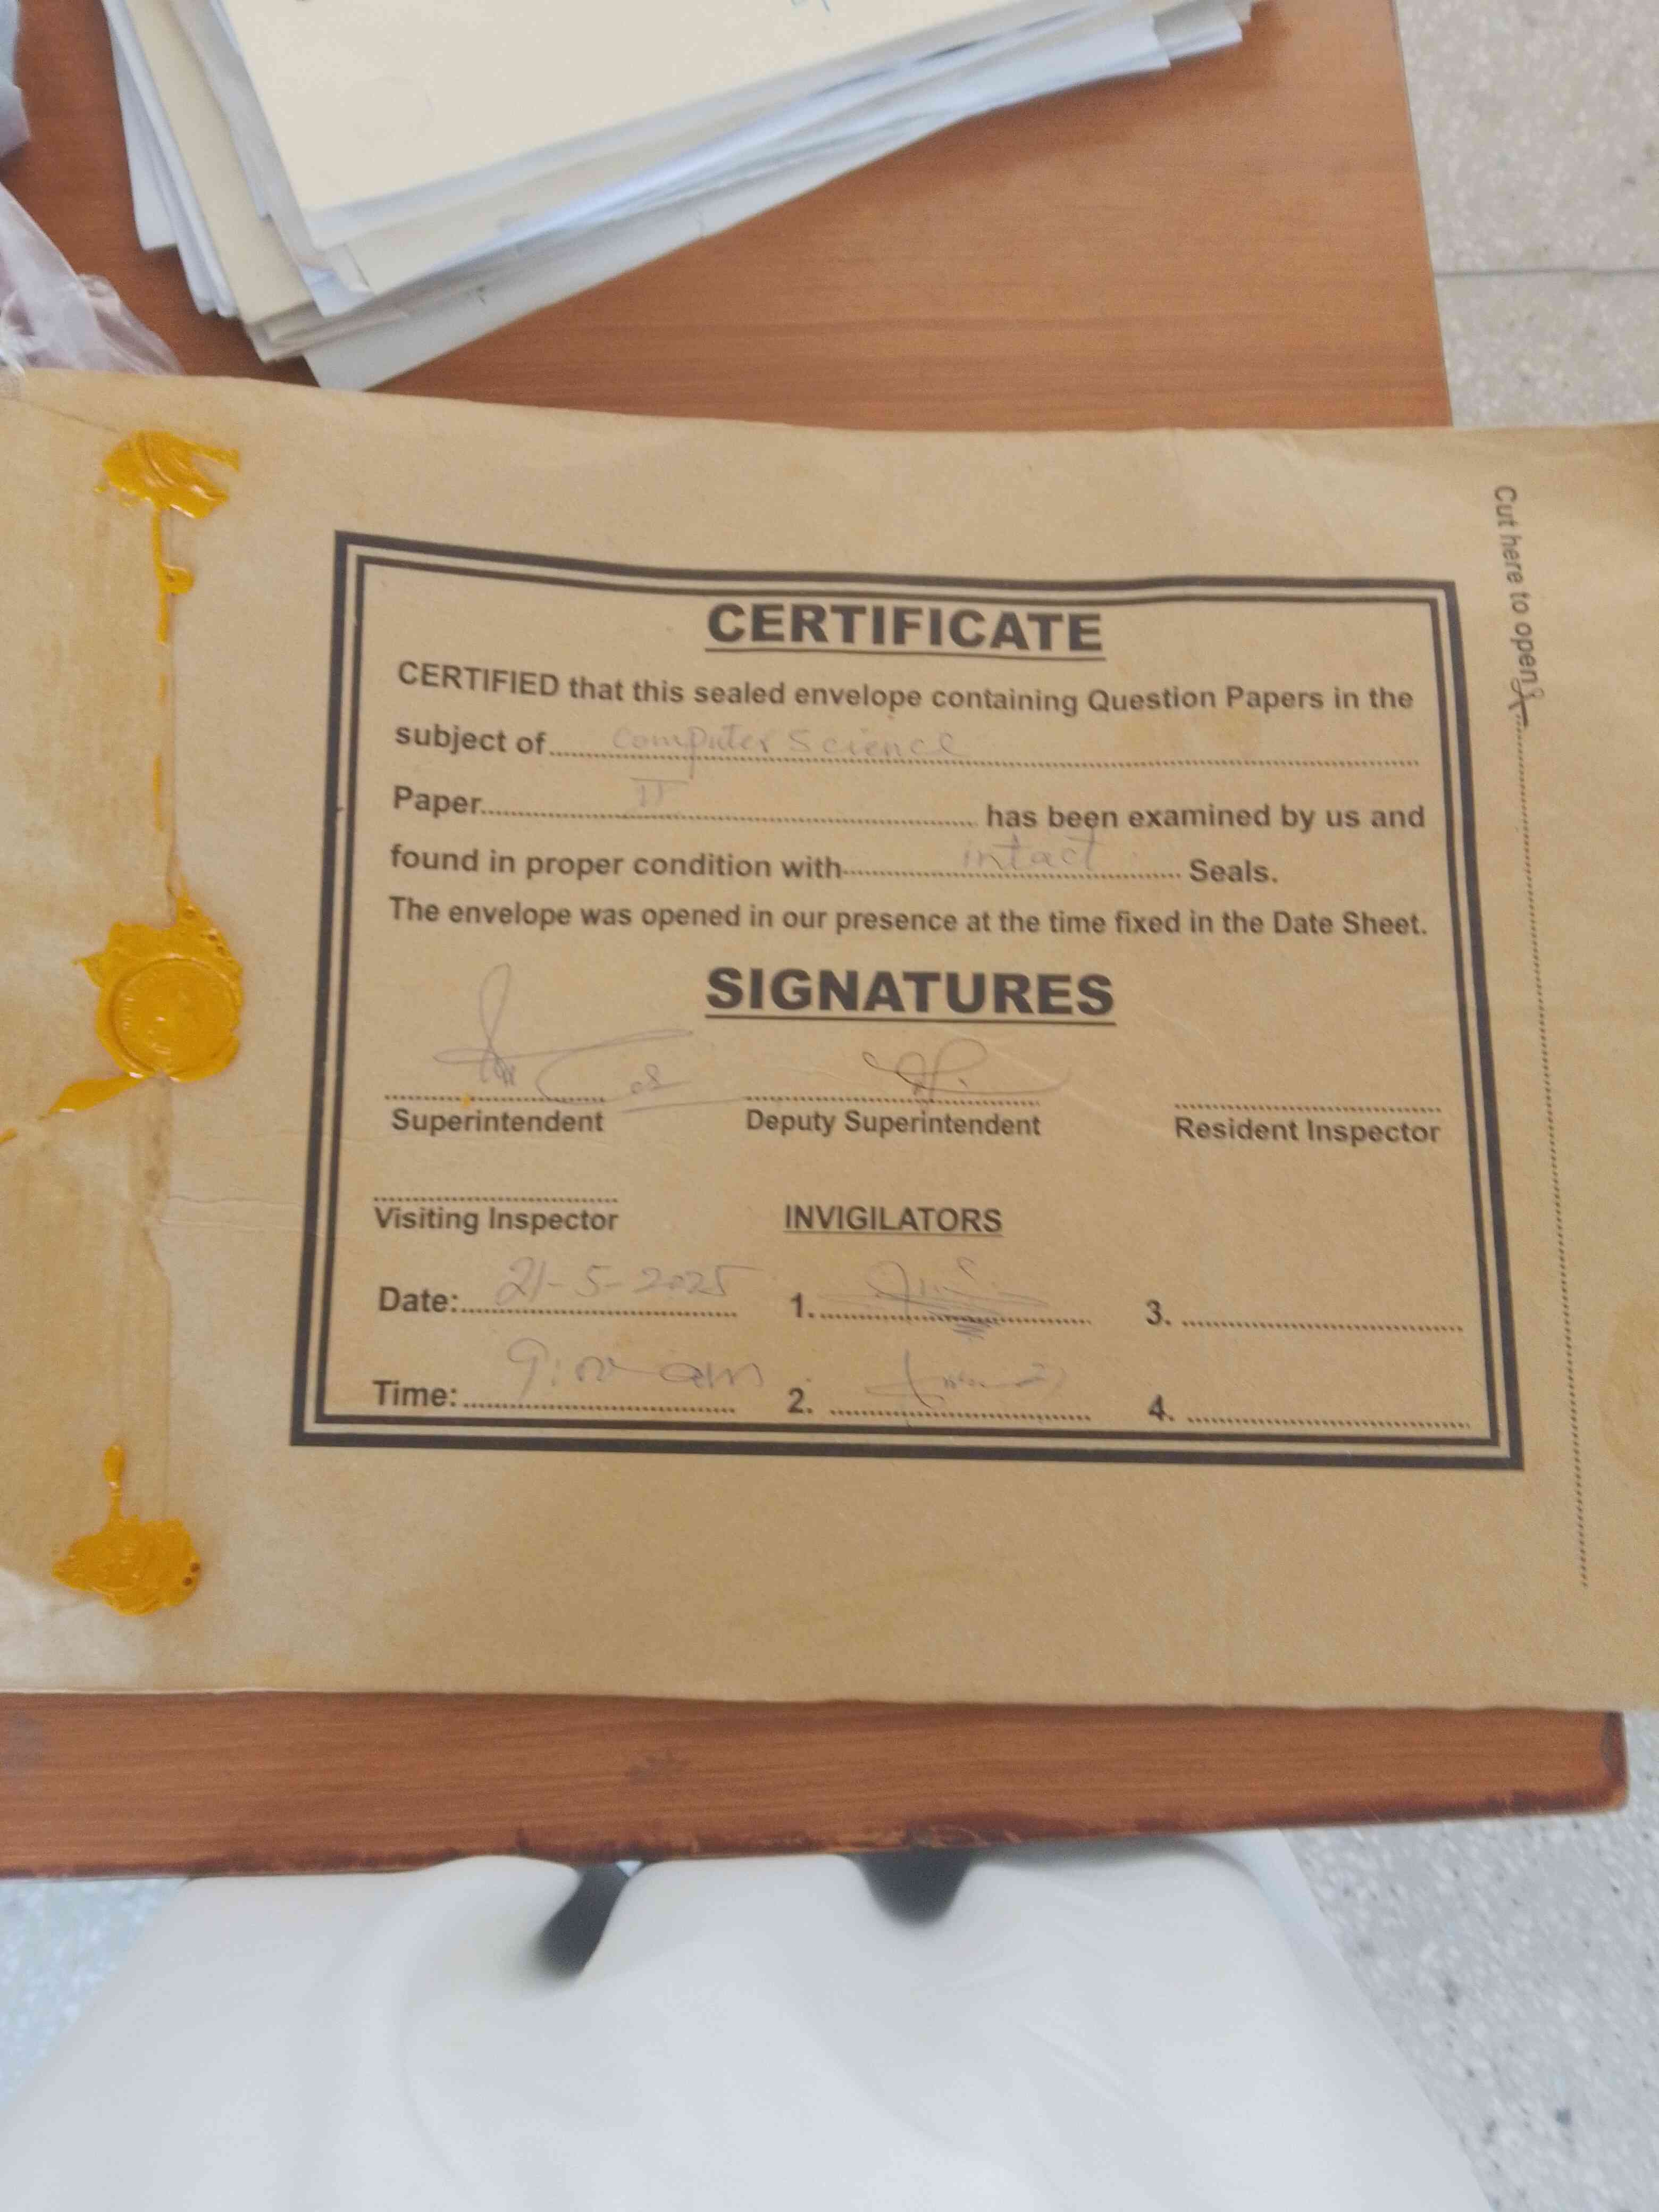 CERTIFICATE
CERTIFIED that this sealed envelope containing Question Papers in the
subject of Computer Science
Paper II has been examined by us and
found in proper condition with intact Seals.
The envelope was opened in our presence at the time fixed in the Date Sheet.
SIGNATURES
Superintendent Deputy Superintendent Resident Inspector
Visiting Inspector INVIGILATORS
Date: 21-5-2025 1. 3.
Time: 9:00 am 2. 4.
Cut here to open